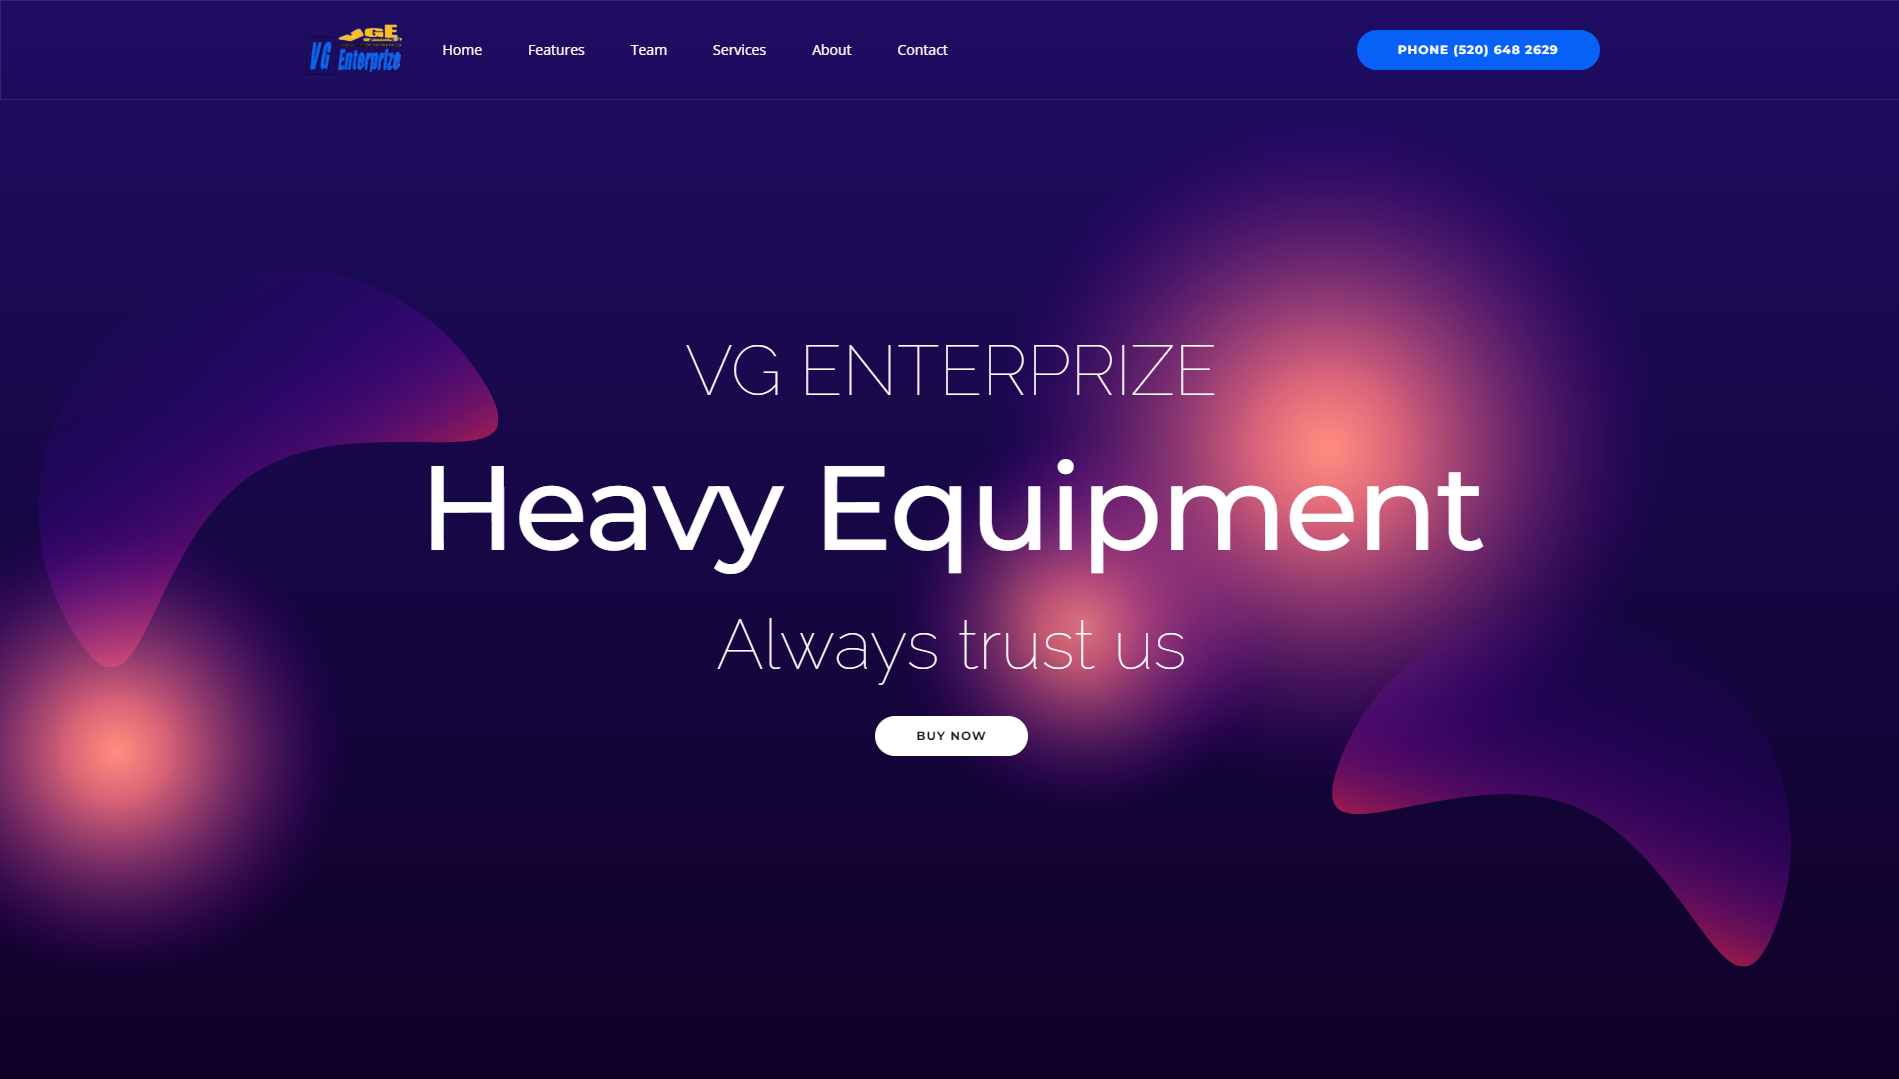 VG Enterprize
Home
Features
Team
Services
About
Contact
PHONE (520) 648 2629
VG ENTERPRIZE
Heavy Equipment
Always trust us
BUY NOW